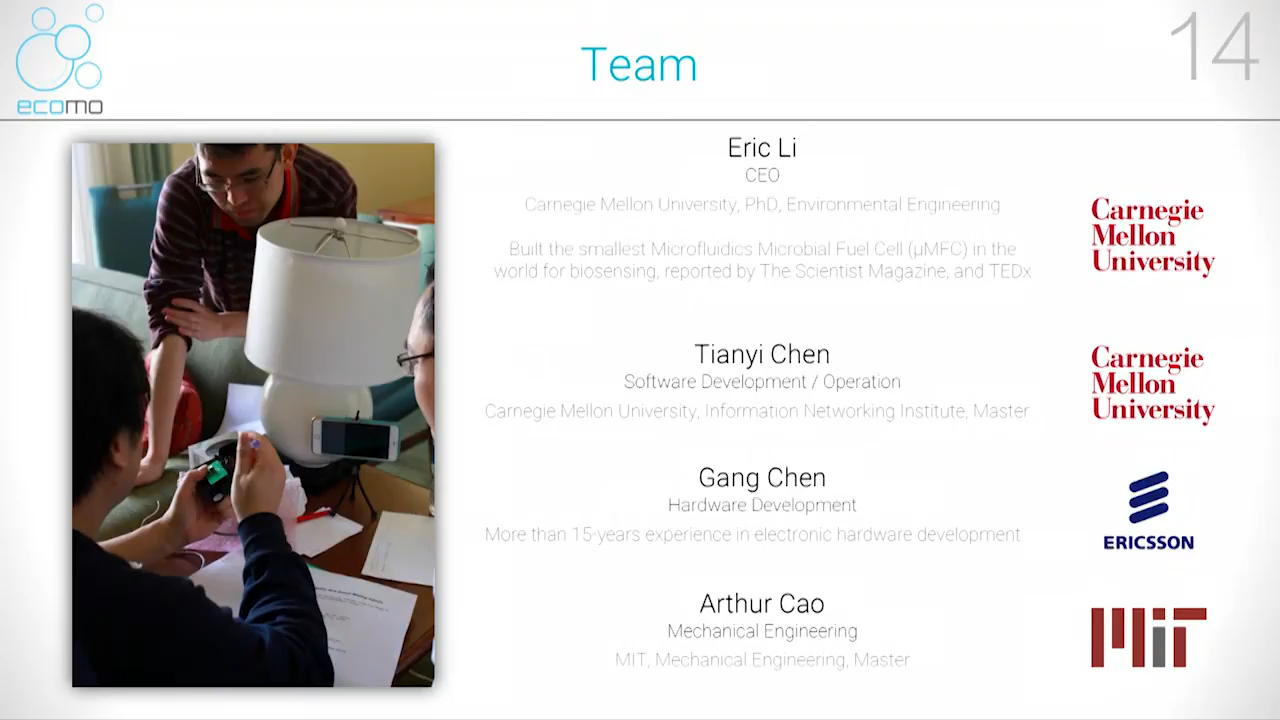 ecomo
Team
14
Eric Li
CEO
Carnegie Mellon University, PhD, Environmental Engineering
Built the smallest Microfluidics Microbial Fuel Cell (µMFC) in the
world for biosensing, reported by The Scientist Magazine, and TEDx
Carnegie
Mellon
University
Tianyi Chen
Software Development / Operation
Carnegie Mellon University, Information Networking Institute, Master
Carnegie
Mellon
University
Gang Chen
Hardware Development
More than 15-years experience in electronic hardware development
ERICSSON
Arthur Cao
Mechanical Engineering
MIT, Mechanical Engineering, Master
MIT